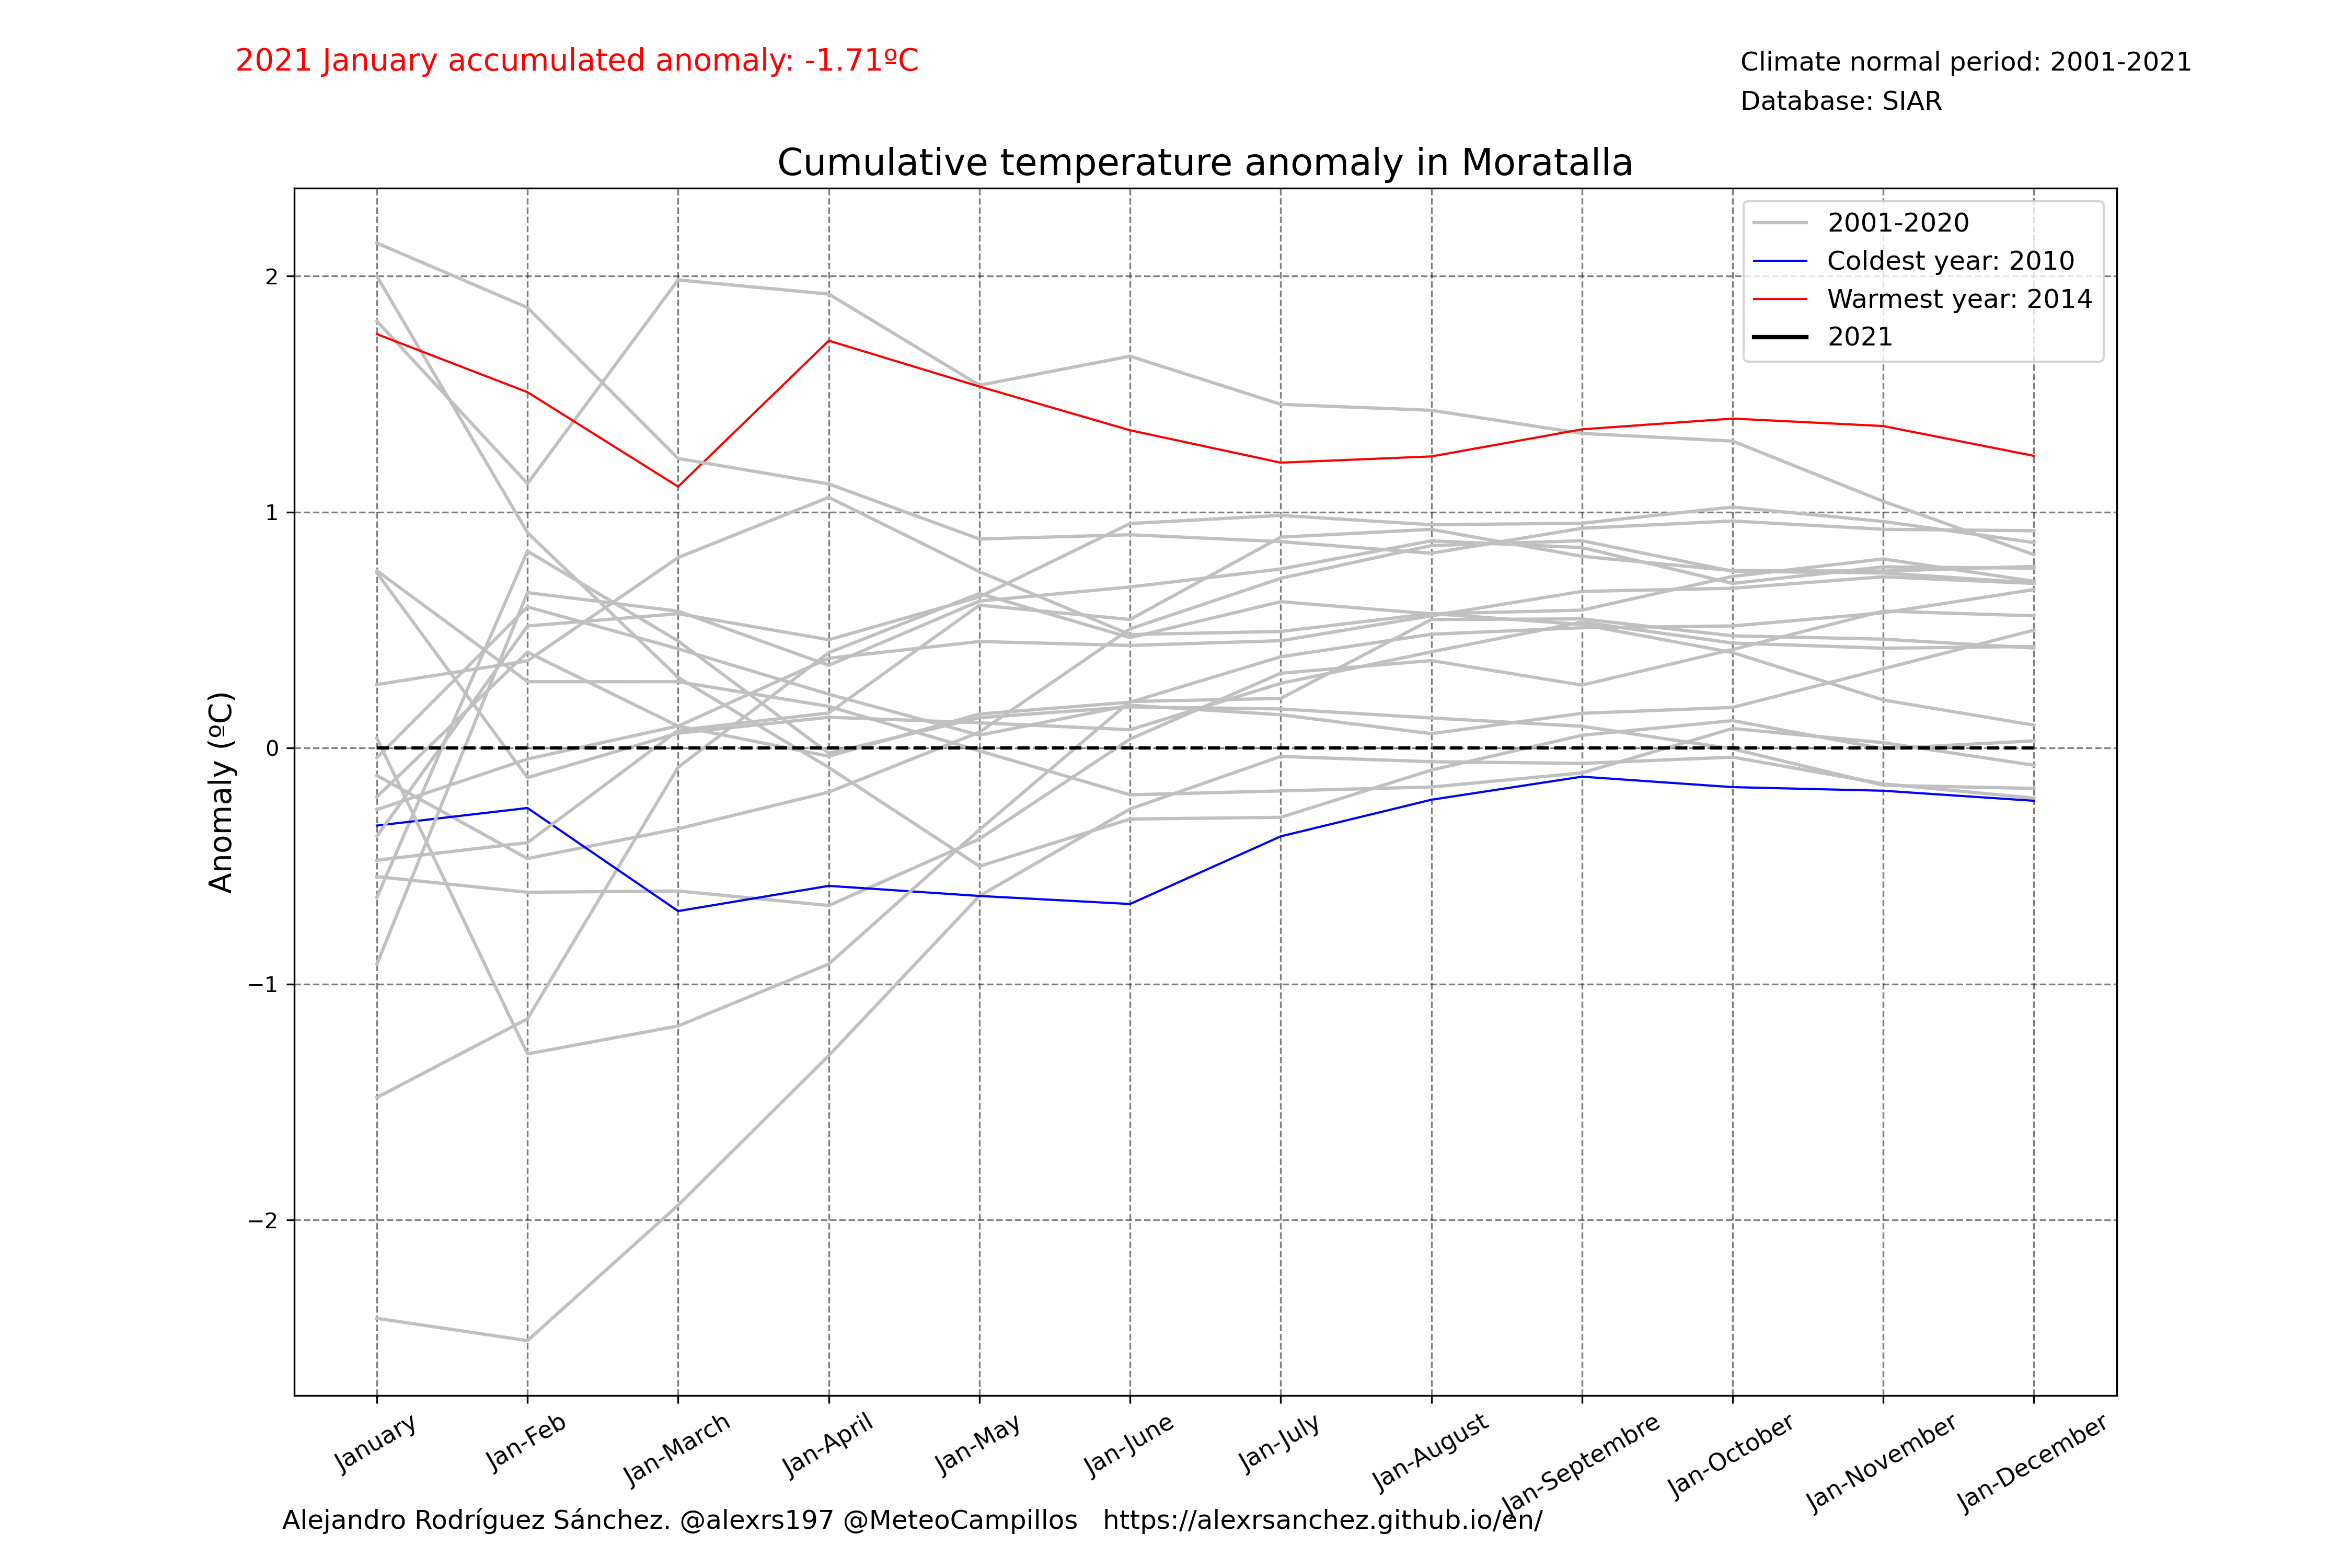 2021 January accumulated anomaly: -1.71ºC
Climate normal period: 2001-2021
Database: SIAR
Cumulative temperature anomaly in Moratalla
2001-2020
Coldest year: 2010
Warmest year: 2014
2021
Anomaly (ºC)
2
1
0
−1
−2
January
Jan-Feb
Jan-March
Jan-April
Jan-May
Jan-June
Jan-July
Jan-August
Jan-Septembre
Jan-October
Jan-November
Jan-December
Alejandro Rodríguez Sánchez. @alexrs197 @MeteoCampillos https://alexrsanchez.github.io/en/